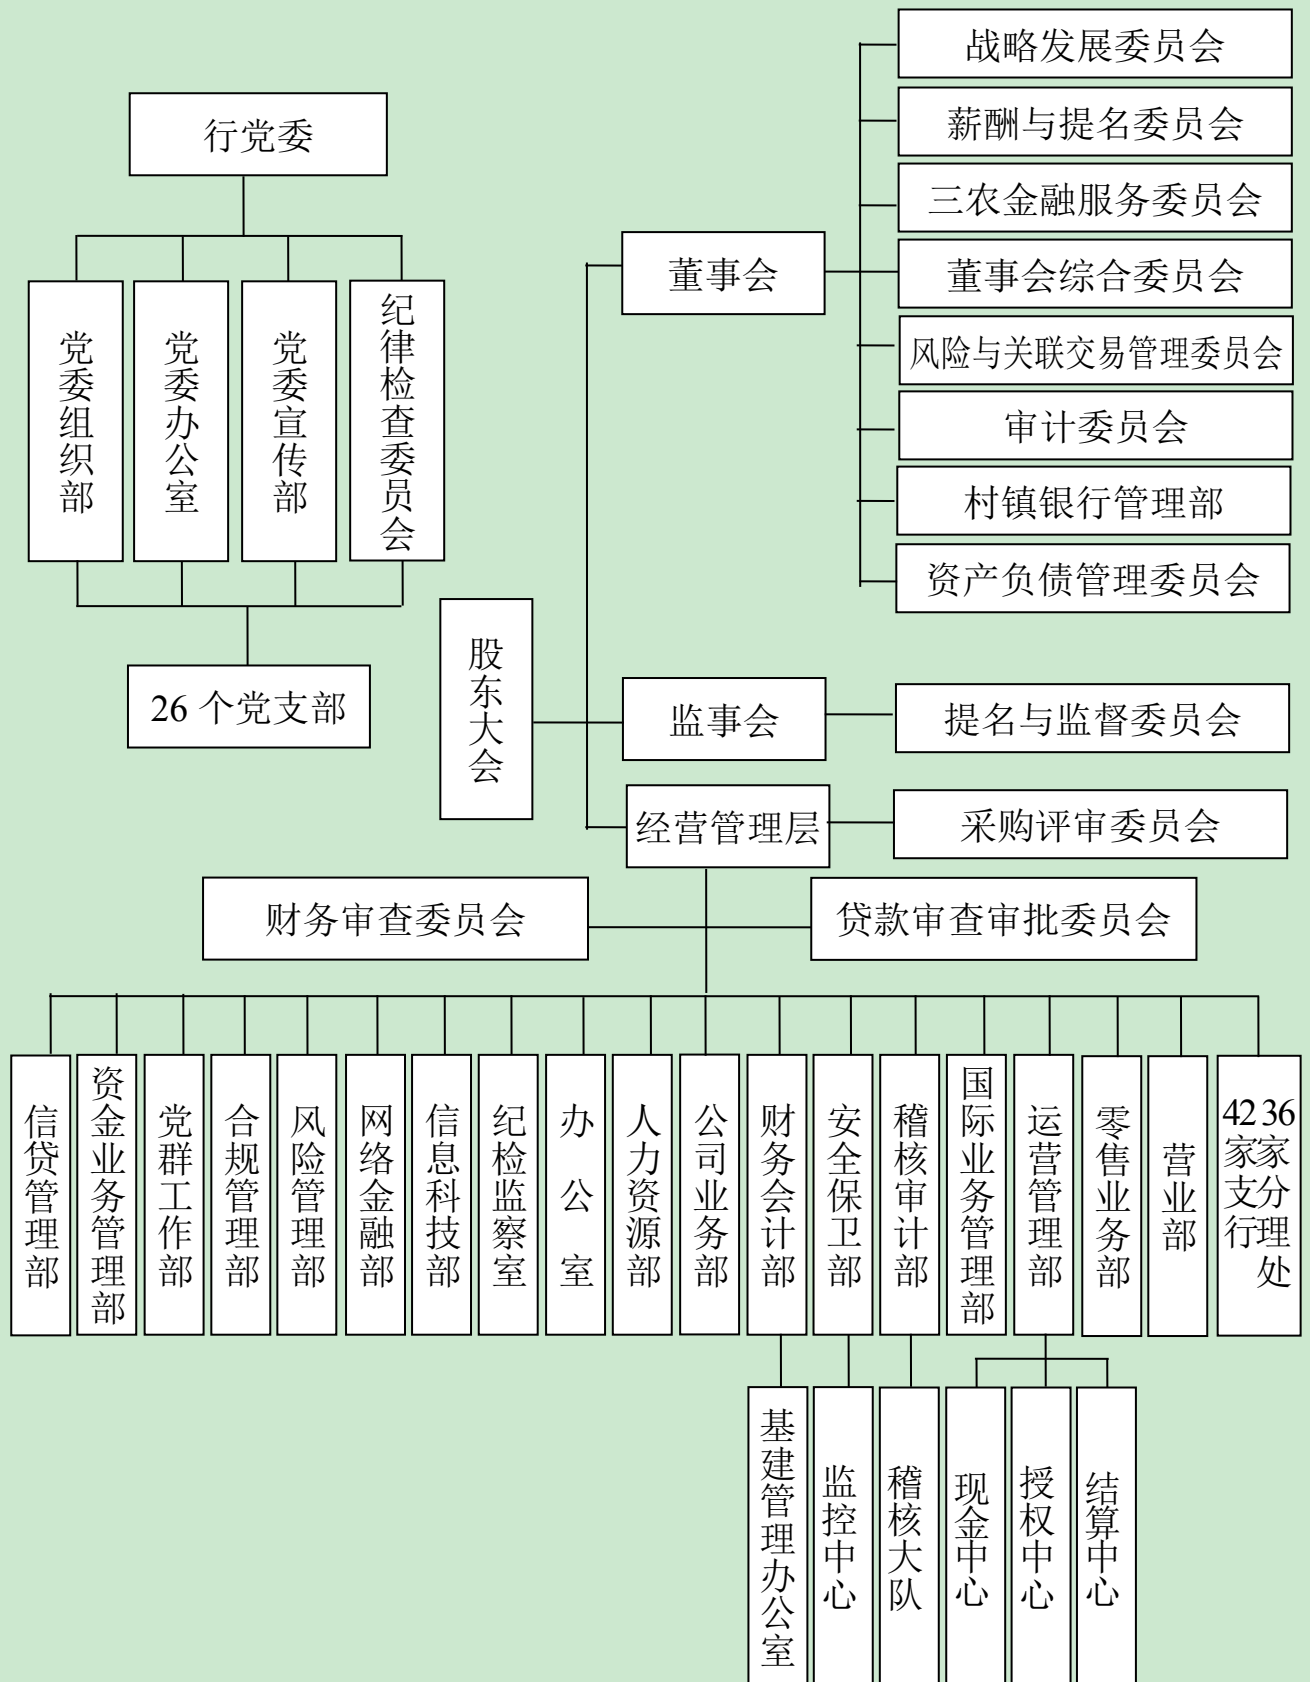 行党委
党委组织部
党委办公室
党委宣传部
纪律检查委员会
26 个党支部
股东大会
董事会
战略发展委员会
薪酬与提名委员会
三农金融服务委员会
董事会综合委员会
风险与关联交易管理委员会
审计委员会
村镇银行管理部
资产负债管理委员会
监事会
提名与监督委员会
经营管理层
采购评审委员会
财务审查委员会
贷款审查审批委员会
信贷管理部
资金业务管理部
党群工作部
合规管理部
风险管理部
网络金融部
信息科技部
纪检监察室
办公室
人力资源部
公司业务部
财务会计部
安全保卫部
稽核审计部
国际业务管理部
运营管理部
零售业务部
营业部
42家支行
36家分理处
基建管理办公室
监控中心
稽核大队
现金中心
授权中心
结算中心